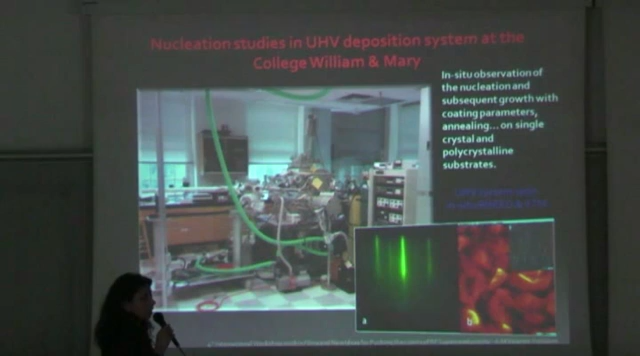 Nucleation studies in UHV deposition system at the
College William & Mary
In-situ observation of
the nucleation and
subsequent growth with
coating parameters,
annealing... on single
crystal and
polycrystalline
substrates.
a
b